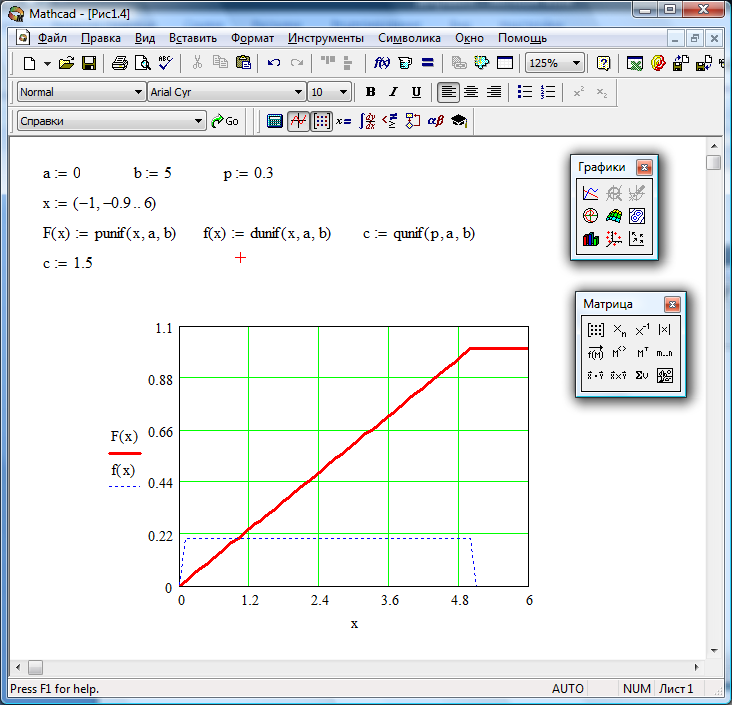 Mathcad - [Рис1.4]
Файл Правка Вид Вставить Формат Инструменты Символика Окно Помощь
125%
Normal Arial Cyr 10 B I U
Справки Go
a := 0 b := 5 p := 0.3
x := (−1, −0.9 .. 6)
F(x) := punif(x, a, b) f(x) := dunif(x, a, b) c := qunif(p, a, b)
c := 1.5
Графики
Матрица
1.1
0.88
0.66
0.44
0.22
0
F(x)
f(x)
0 1.2 2.4 3.6 4.8 6
x
Press F1 for help. AUTO NUM Лист 1